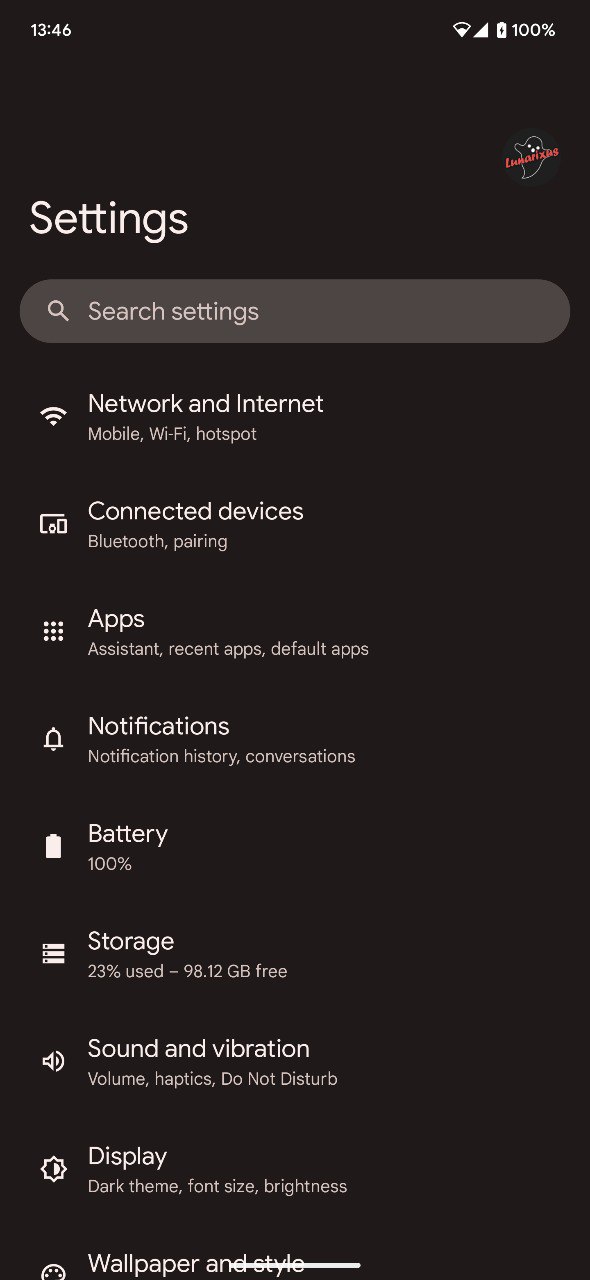 13:46
100%
Lunarixus
Settings
Search settings
Network and Internet
Mobile, Wi-Fi, hotspot
Connected devices
Bluetooth, pairing
Apps
Assistant, recent apps, default apps
Notifications
Notification history, conversations
Battery
100%
Storage
23% used – 98.12 GB free
Sound and vibration
Volume, haptics, Do Not Disturb
Display
Dark theme, font size, brightness
Wallpaper and style